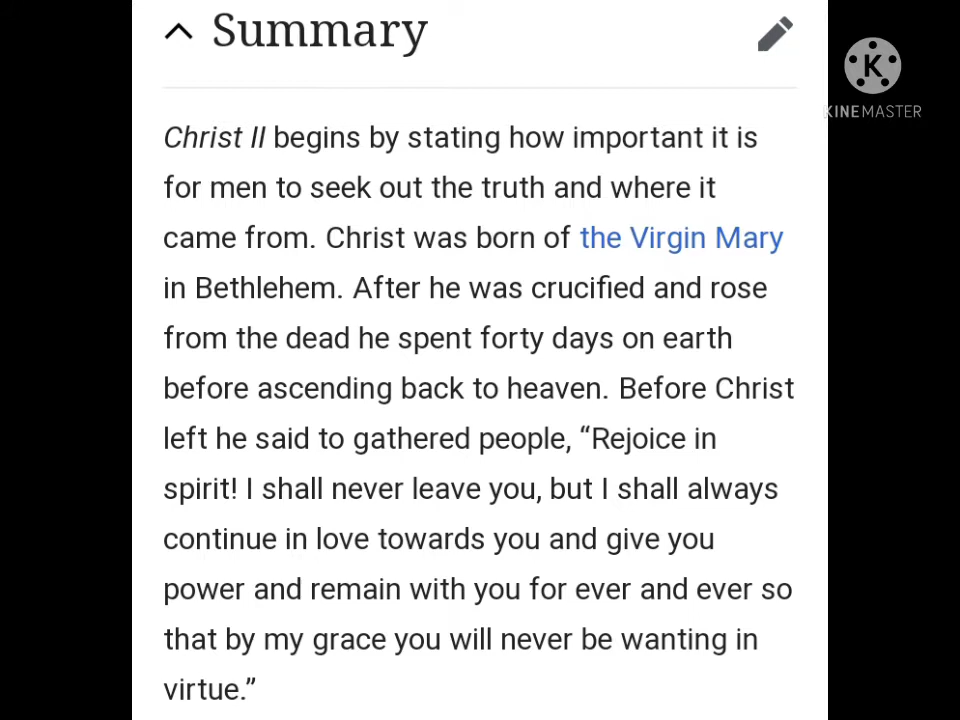 Summary
K
KINEMASTER
Christ II begins by stating how important it is
for men to seek out the truth and where it
came from. Christ was born of the Virgin Mary
in Bethlehem. After he was crucified and rose
from the dead he spent forty days on earth
before ascending back to heaven. Before Christ
left he said to gathered people, “Rejoice in
spirit! I shall never leave you, but I shall always
continue in love towards you and give you
power and remain with you for ever and ever so
that by my grace you will never be wanting in
virtue.”